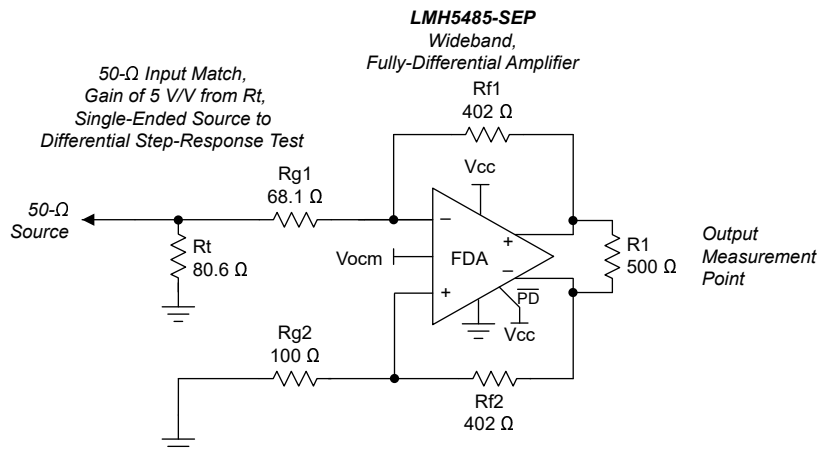 LMH5485-SEP
Wideband,
Fully-Differential Amplifier
50-Ω Input Match,
Gain of 5 V/V from Rt,
Single-Ended Source to
Differential Step-Response Test
Rf1
402 Ω
Rg1
68.1 Ω
Vcc
50-Ω
Source
Rt
80.6 Ω
−
+
Vocm
FDA
+
−
R1
500 Ω
Output
Measurement
Point
PD
Vcc
Rg2
100 Ω
Rf2
402 Ω